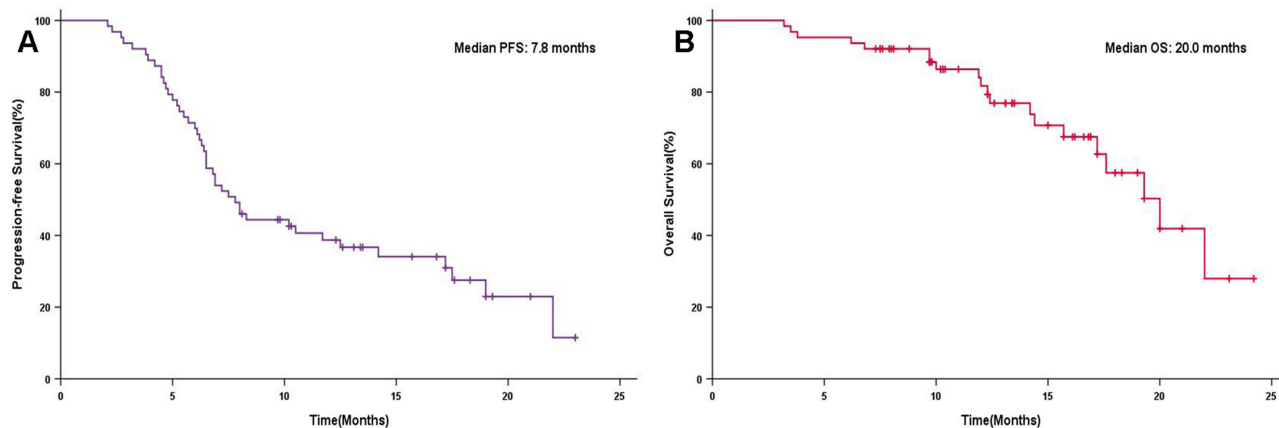 A
Median PFS: 7.8 months
Progression-free Survival(%)
100
80
60
40
20
0
0 5 10 15 20 25
Time(Months)
B
Median OS: 20.0 months
Overall Survival(%)
100
80
60
40
20
0
0 5 10 15 20 25
Time(Months)